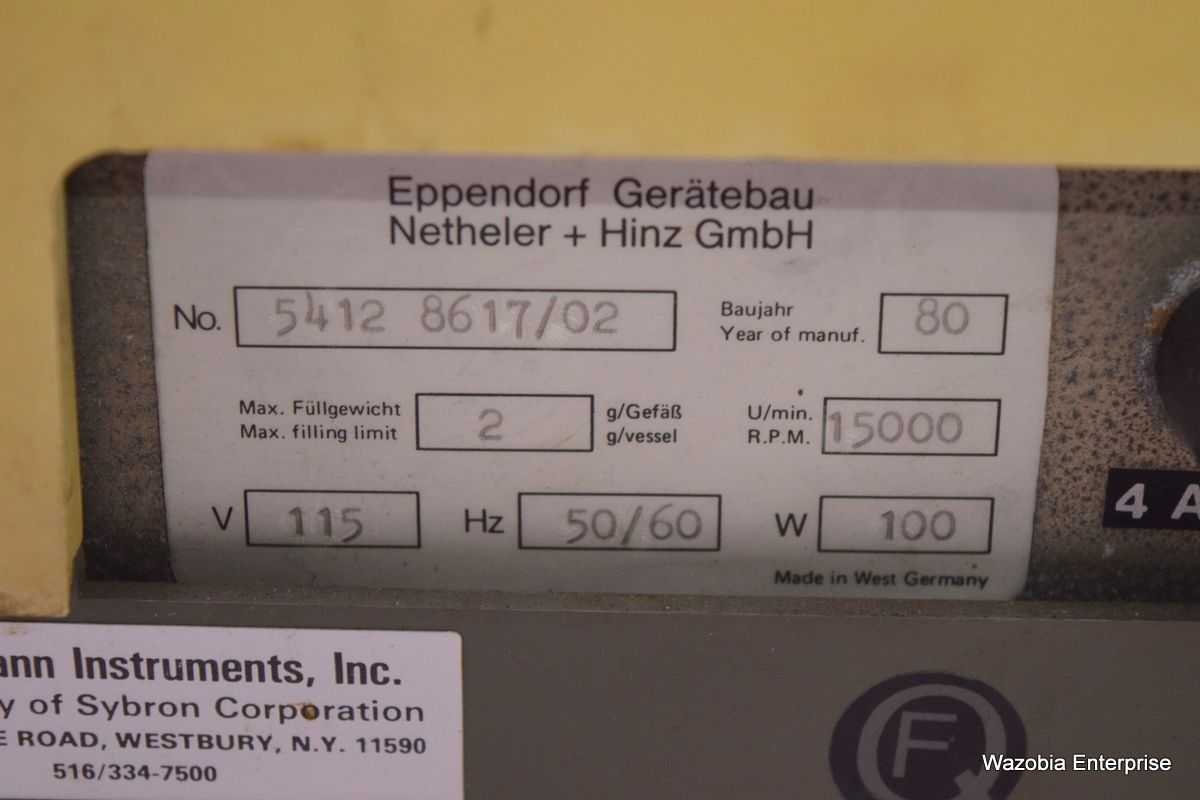 Eppendorf Gerätebau
Netheler + Hinz GmbH
No. 5412 8617/02
Baujahr
Year of manuf. 80
Max. Füllgewicht
Max. filling limit 2
g/Gefäß
g/vessel
U/min.
R.P.M. 15000
V 115 Hz 50/60 W 100
Made in West Germany
4 A
ann Instruments, Inc.
y of Sybron Corporation
E ROAD, WESTBURY, N.Y. 11590
516/334-7500
F
Wazobia Enterprise